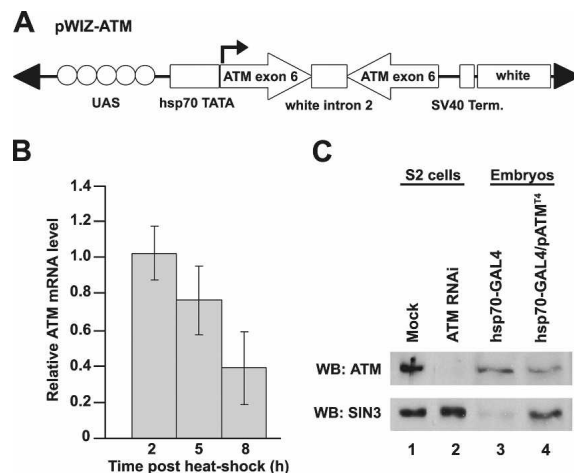 A pWIZ-ATM
ATM exon 6 ATM exon 6 white
UAS hsp70 TATA white intron 2 SV40 Term.
B
Relative ATM mRNA level
1.4
1.2
1.0
0.8
0.6
0.4
0.2
0
2 5 8
Time post heat-shock (h)
C
S2 cells Embryos
Mock
ATM RNAi
hsp70-GAL4
hsp70-GAL4/pATMT4
WB: ATM
WB: SIN3
1 2 3 4